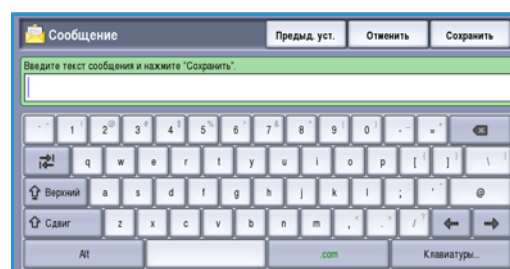 Сообщение Предыд. уст. Отменить Сохранить
Введите текст сообщения и нажмите "Сохранить".
1 ! 2 @ 3 # 4 $ 5 % 6 ^ 7 & 8 * 9 ( 0 ) - = +
q w e r t y u i o p [ { ] } \ |
Верхний a s d f g h j k l ; : ' " @
Сдвиг z x c v b n m , < . > / ?
Alt .com Клавиатуры...